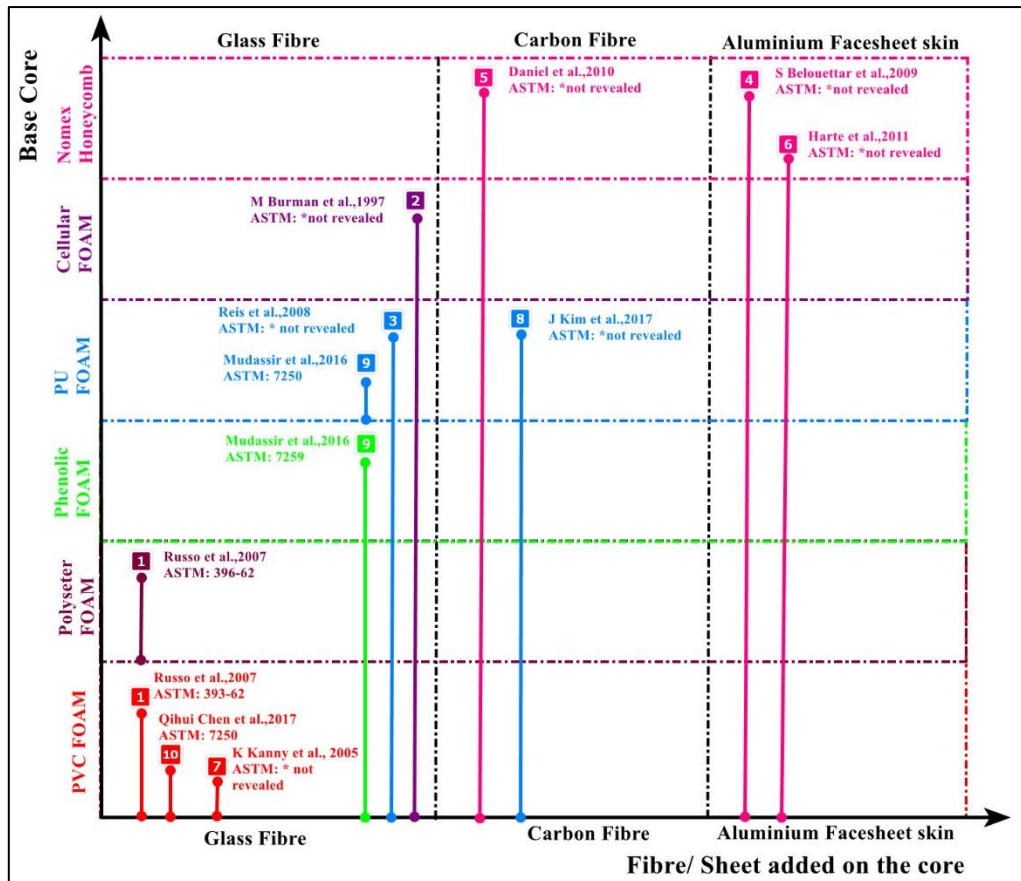 Glass Fibre
Carbon Fibre
Aluminium Facesheet skin
Base Core
Nomex
Honeycomb
5
Daniel et al.,2010
ASTM: *not revealed
4
S Belouettar et al.,2009
ASTM: *not revealed
6
Harte et al.,2011
ASTM: *not revealed
Cellular
FOAM
M Burman et al.,1997
ASTM: *not revealed
2
PU
FOAM
Reis et al.,2008
ASTM: * not revealed
3
Mudassir et al.,2016
ASTM: 7250
9
8
J Kim et al.,2017
ASTM: *not revealed
Phenolic
FOAM
Mudassir et al.,2016
ASTM: 7259
9
Polyseter
FOAM
1
Russo et al.,2007
ASTM: 396-62
PVC FOAM
Russo et al.,2007
1
ASTM: 393-62
Qihui Chen et al.,2017
ASTM: 7250
10
7
K Kanny et al., 2005
ASTM: * not
revealed
Glass Fibre
Carbon Fibre
Aluminium Facesheet skin
Fibre/ Sheet added on the core